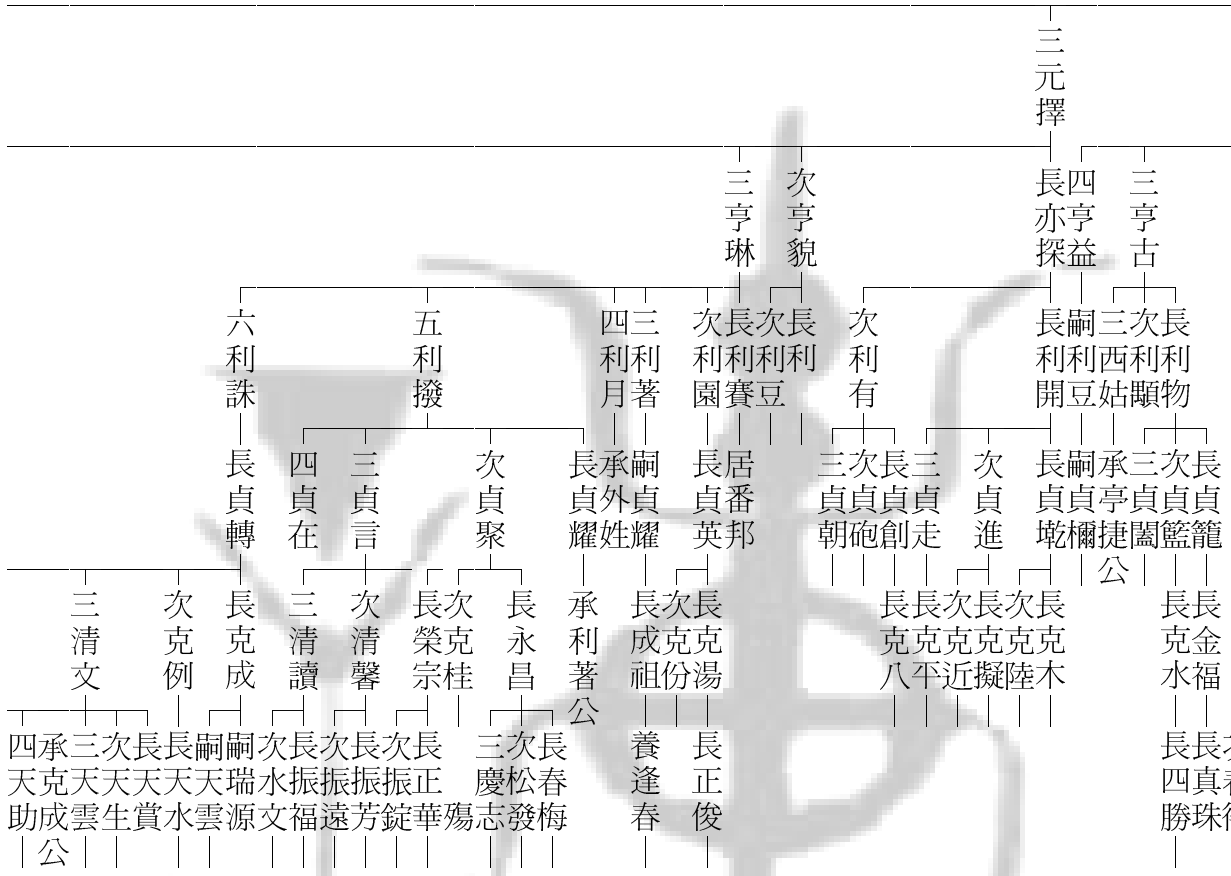 三元擇
三亨古
四亨益
長亦探
次亨貌
三亨琳
長利物
次利顒
三西姑
嗣利豆
長利開
次利有
長利
次利豆
長利賽
次利園
三利著
四利月
五利撥
六利誅
長貞籠
次貞籃
三貞闔
承亭捷公
嗣貞檷
長貞墘
次貞進
三貞走
長貞創
次貞砲
三貞朝
居番邦
長貞英
嗣貞耀
承外姓
長貞耀
次貞聚
三貞言
四貞在
長貞轉
長金福
長克水
長克木
次克陸
長克擬
次克近
長克平
長克八
長克湯
次克份
長成祖
承利著公
長永昌
次克桂
長榮宗
次清馨
三清讀
長克成
次克例
三清文
長真珠
長四勝
長正俊
養逢春
長春梅
次松發
三慶志
殤
長正華
次振錠
長振芳
次振遠
長振福
次水文
嗣瑞源
嗣天雲
長天水
長天賞
次天生
三天雲
承克成公
四天助